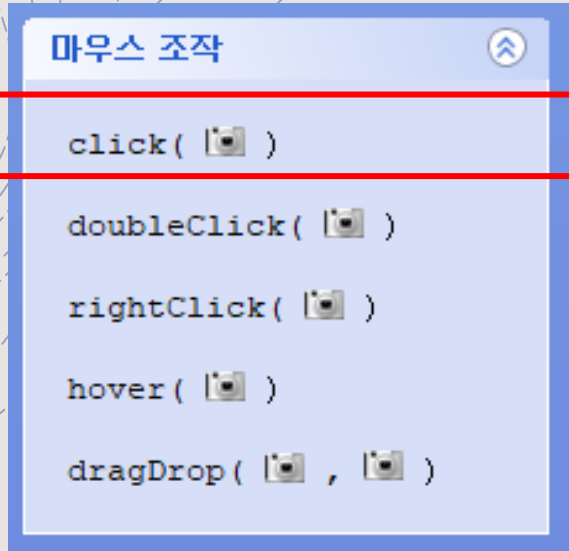 마우스 조작
click( )
doubleClick( )
rightClick( )
hover( )
dragDrop( , )